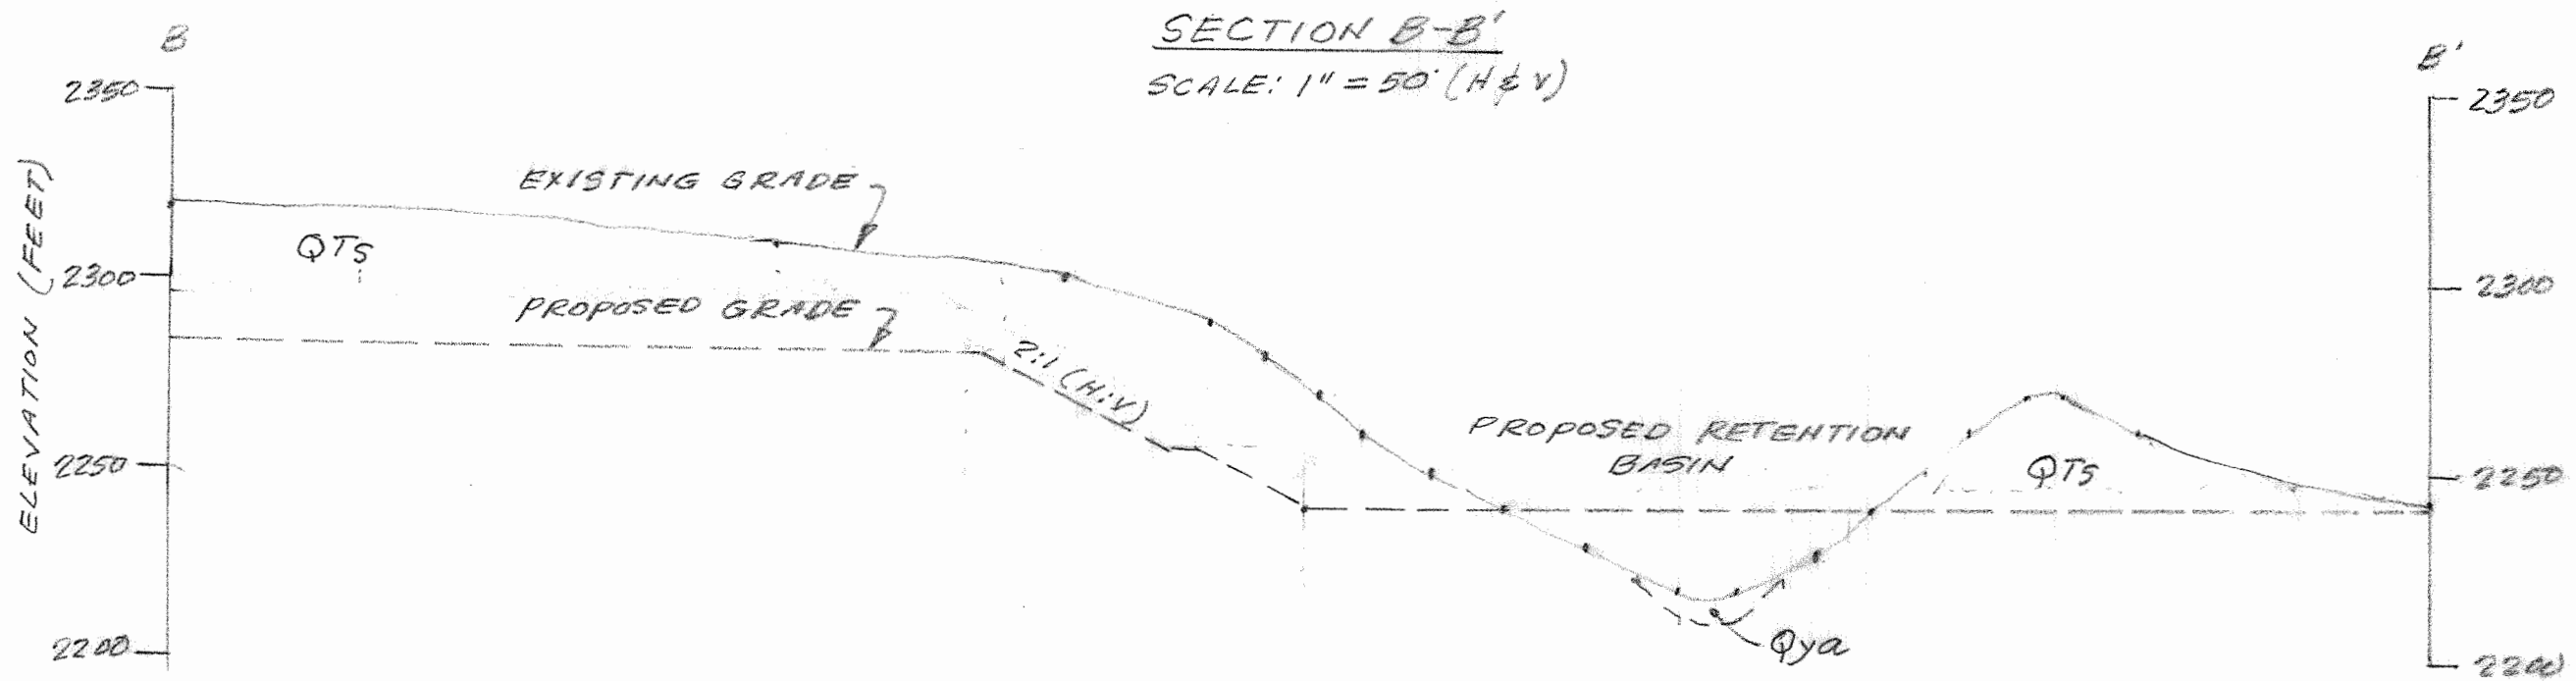 SECTION B-B'
SCALE: 1" = 50' (H & V)
B
B'
2350
2300
2250
2200
ELEVATION (FEET)
EXISTING GRADE
QTs
PROPOSED GRADE
2:1 (H:V)
PROPOSED RETENTION
BASIN
QTs
Qya
2350
2300
2250
2200